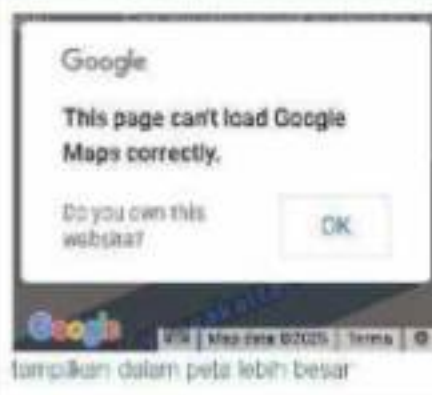 Google
This page can't load Google
Maps correctly.
Do you own this
website?
OK
Google
Map data ©2025 Terms
tampilkan dalam peta lebih besar